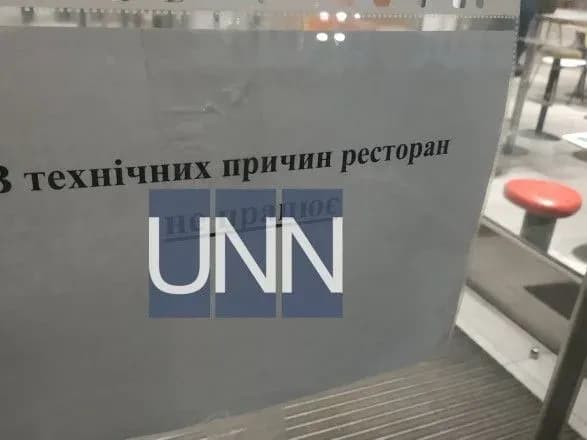 З технічних причин ресторан
не працює
UNN